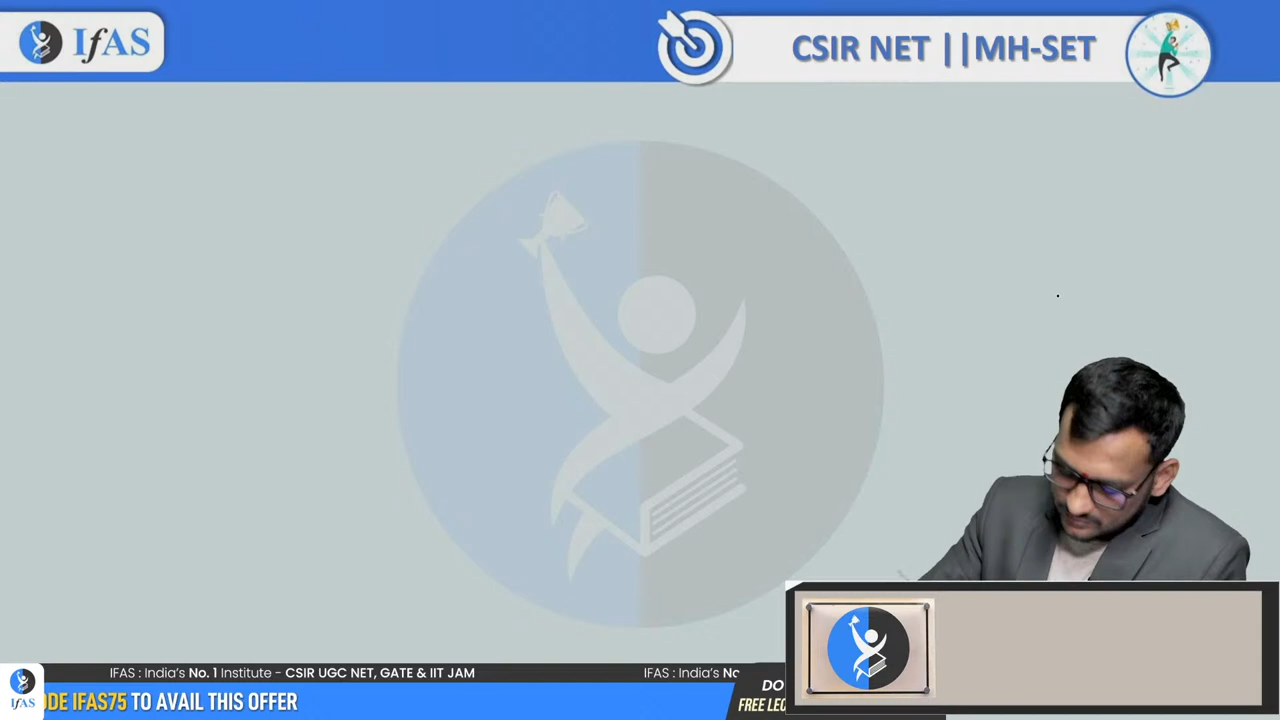 IfAS
CSIR NET ||MH-SET
IFAS : India's No. 1 Institute - CSIR UGC NET, GATE & IIT JAM
IFAS : India's No
IfAS
ODE IFAS75 TO AVAIL THIS OFFER
DO
FREE LEC